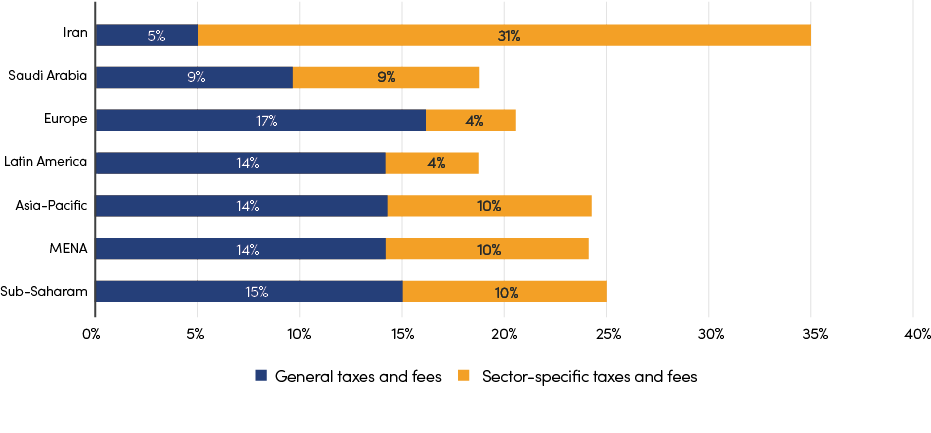 Iran 5% 31%
Saudi Arabia 9% 9%
Europe 17% 4%
Latin America 14% 4%
Asia-Pacific 14% 10%
MENA 14% 10%
Sub-Saharam 15% 10%
0% 5% 10% 15% 20% 25% 30% 35% 40%
General taxes and fees Sector-specific taxes and fees